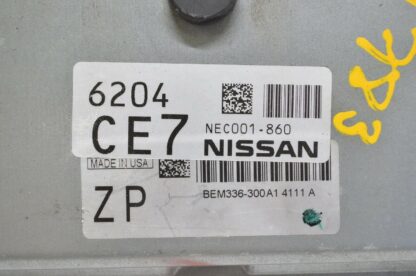 6204
CE7
NEC001-860
NISSAN
MADE IN USA
ZP
BEM336-300A1 4111 A